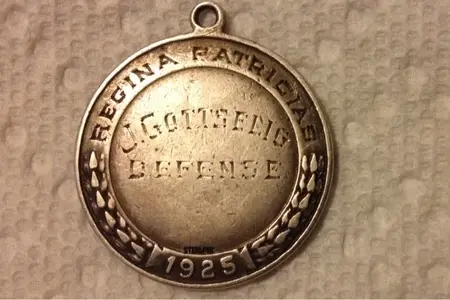 REGINA PATRICIAS
J. GOTTSELIG
DEFENSE
STERLING
1925